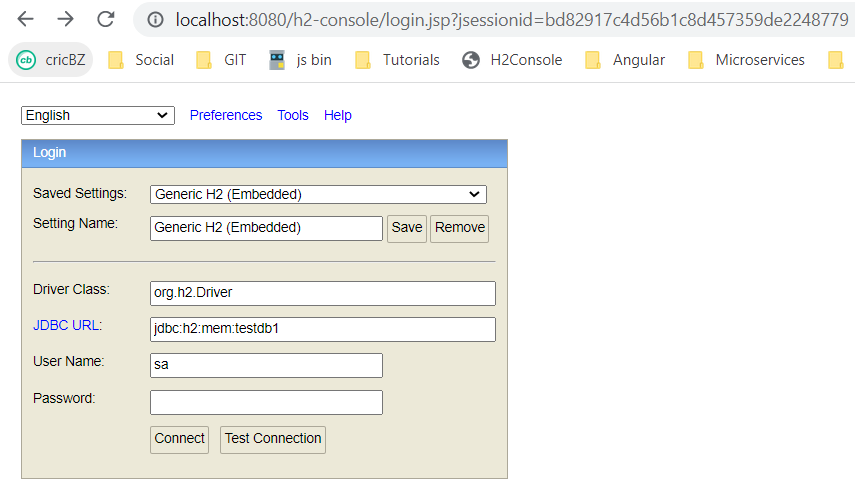 localhost:8080/h2-console/login.jsp?jsessionid=bd82917c4d56b1c8d457359de2248779
cb cricBZ Social GIT js bin Tutorials H2Console Angular Microservices
English Preferences Tools Help
Login
Saved Settings: Generic H2 (Embedded)
Setting Name: Generic H2 (Embedded) Save Remove
Driver Class: org.h2.Driver
JDBC URL: jdbc:h2:mem:testdb1
User Name: sa
Password:
Connect Test Connection